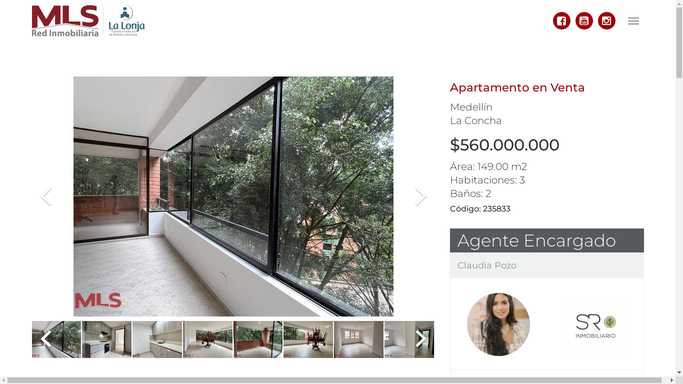 MLS
Red Inmobiliaria
La Lonja
Apartamento en Venta
Medellín
La Concha
$560.000.000
Área: 149.00 m2
Habitaciones: 3
Baños: 2
Código: 235833
MLS
Agente Encargado
Claudia Pozo
SR
INMOBILIARIO